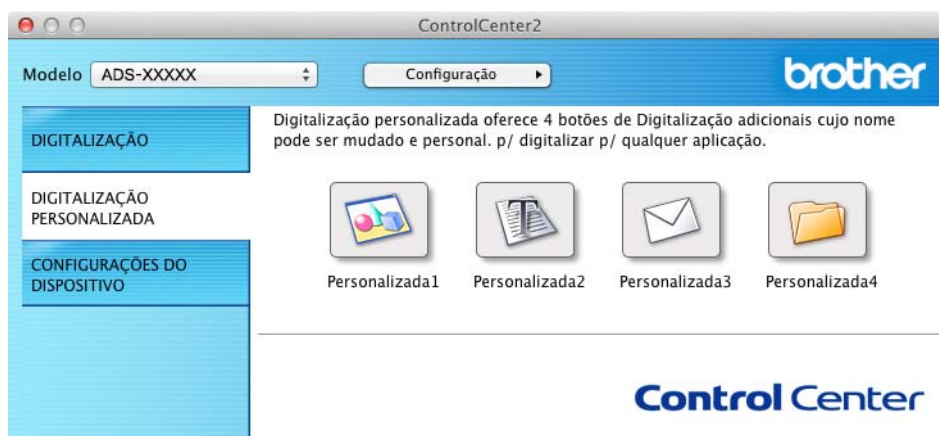 ControlCenter2
Modelo ADS-XXXXX Configuração brother
DIGITALIZAÇÃO
DIGITALIZAÇÃO
PERSONALIZADA
CONFIGURAÇÕES DO
DISPOSITIVO
Digitalização personalizada oferece 4 botões de Digitalização adicionais cujo nome
pode ser mudado e personal. p/ digitalizar p/ qualquer aplicação.
Personalizada1 Personalizada2 Personalizada3 Personalizada4
Control Center